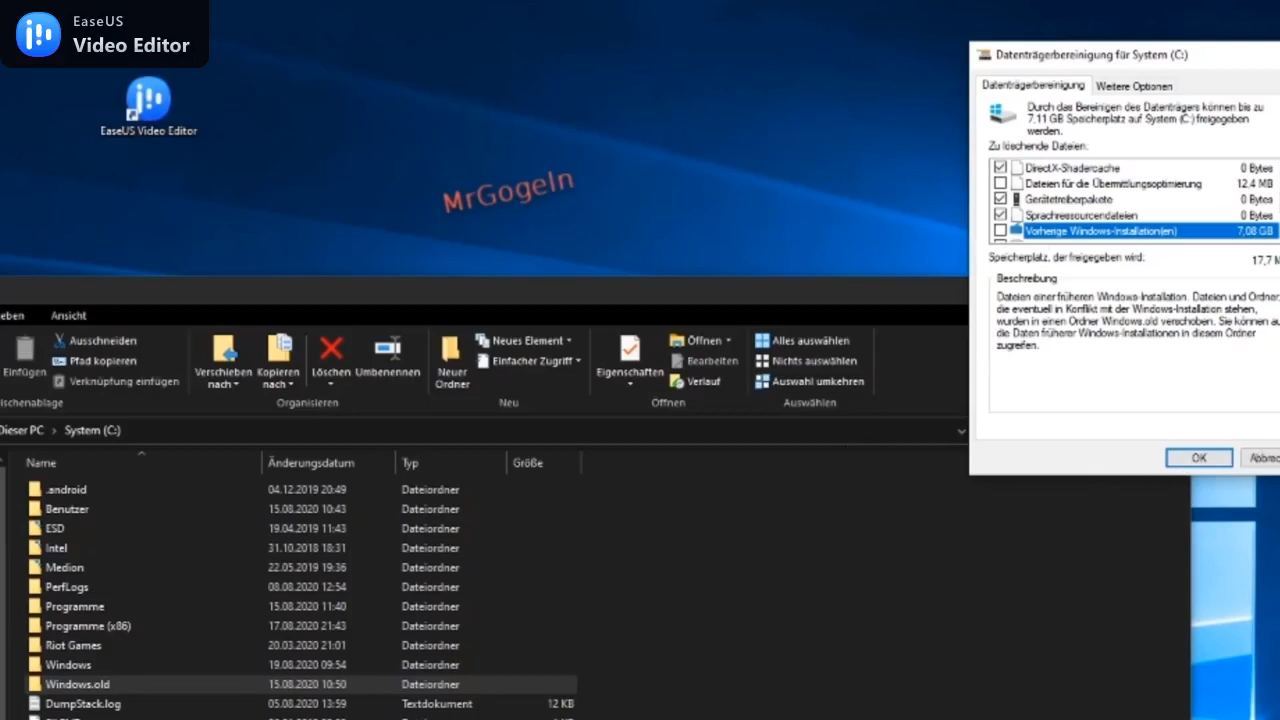 EaseUS
Video Editor
EaseUS Video Editor
MrGogeln
Datenträgerbereinigung für System (C:)
Datenträgerbereinigung Weitere Optionen
Durch das Bereinigen des Datenträgers können bis zu
7,11 GB Speicherplatz auf System (C:) freigegeben
werden.
Zu löschende Dateien:
DirectX-Shadercache 0 Bytes
Dateien für die Übermittlungsoptimierung 12,4 MB
Gerätetreiberpakete 0 Bytes
Sprachressourcendateien 0 Bytes
Vorherige Windows-Installation(en) 7,08 GB
Speicherplatz, der freigegeben wird: 17,7 M
Beschreibung
Dateien einer früheren Windows-Installation. Dateien und Ordner,
die eventuell in Konflikt mit der Windows-Installation stehen,
wurden in einen Ordner Windows.old verschoben. Sie können au
die Daten früherer Windows-Installationen in diesem Ordner
zugreifen.
OK Abbrec
eben Ansicht
Einfügen
Ausschneiden
Pfad kopieren
Verknüpfung einfügen
Verschieben nach
Kopieren nach
Löschen
Umbenennen
Neuer Ordner
Neues Element
Einfacher Zugriff
Eigenschaften
Öffnen
Bearbeiten
Verlauf
Alles auswählen
Nichts auswählen
Auswahl umkehren
ischenablage Organisieren Neu Öffnen Auswählen
Dieser PC › System (C:)
Name Änderungsdatum Typ Größe
.android 04.12.2019 20:49 Dateiordner
Benutzer 15.08.2020 10:43 Dateiordner
ESD 19.04.2019 11:43 Dateiordner
Intel 31.10.2018 18:31 Dateiordner
Medion 22.05.2019 19:36 Dateiordner
PerfLogs 08.08.2020 12:54 Dateiordner
Programme 15.08.2020 11:40 Dateiordner
Programme (x86) 17.08.2020 21:43 Dateiordner
Riot Games 20.03.2020 21:01 Dateiordner
Windows 19.08.2020 09:54 Dateiordner
Windows.old 15.08.2020 10:50 Dateiordner
DumpStack.log 05.08.2020 13:59 Textdokument 12 KB